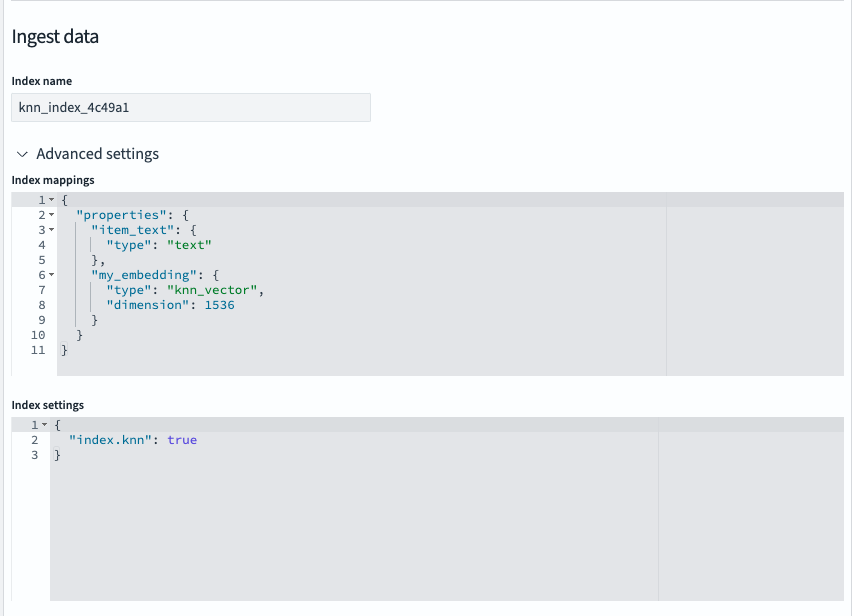 Ingest data
Index name
knn_index_4c49a1
Advanced settings
Index mappings
1 {
2 "properties": {
3 "item_text": {
4 "type": "text"
5 },
6 "my_embedding": {
7 "type": "knn_vector",
8 "dimension": 1536
9 }
10 }
11 }
Index settings
1 {
2 "index.knn": true
3 }